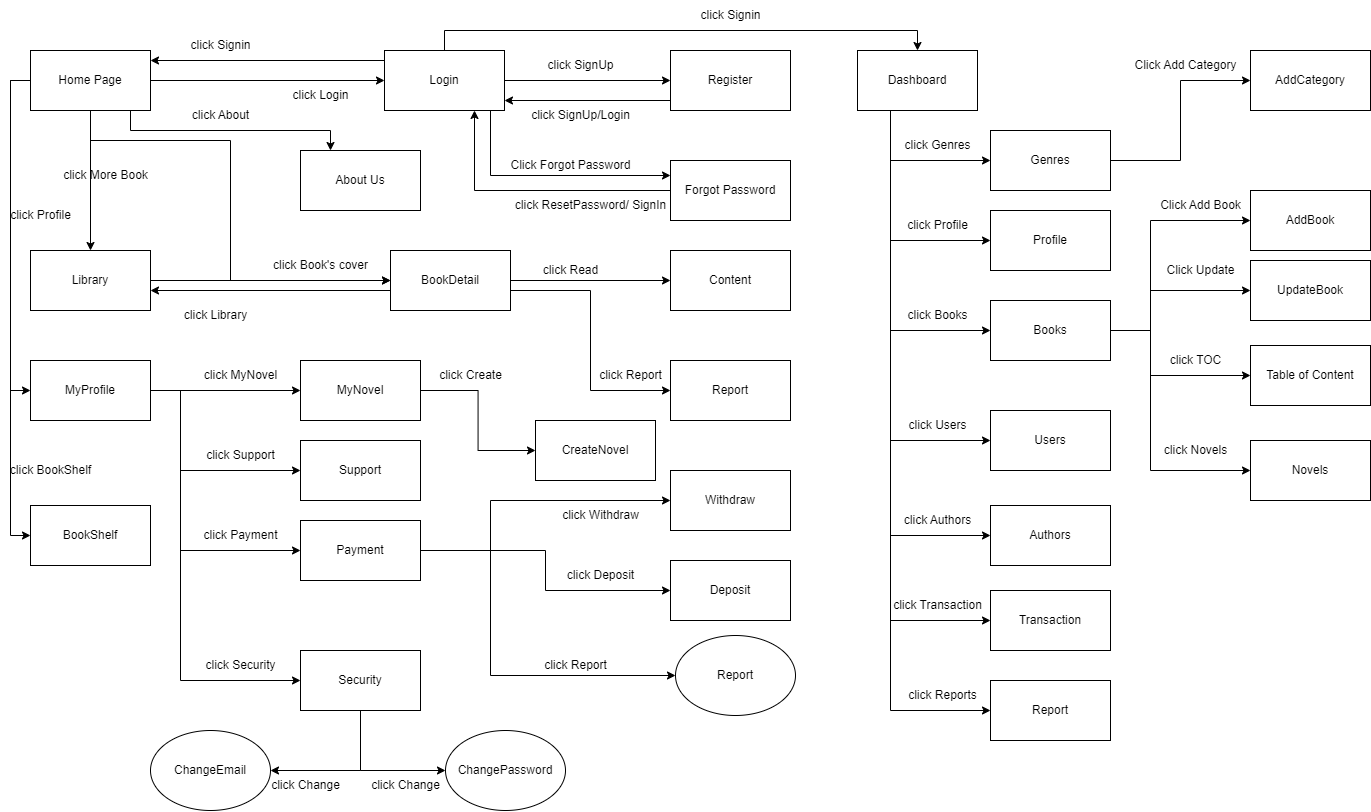 click Signin
click Signin
Home Page
Login
click SignUp
Register
Dashboard
Click Add Category
AddCategory
click Login
click About
click SignUp/Login
click Genres
Genres
click More Book
About Us
Click Forgot Password
Forgot Password
click ResetPassword/ SignIn
click Profile
click Profile
Profile
Click Add Book
AddBook
Library
click Book's cover
BookDetail
click Read
Content
Click Update
UpdateBook
click Library
click Books
Books
click TOC
Table of Content
MyProfile
click MyNovel
MyNovel
click Create
click Report
Report
click Users
Users
click BookShelf
click Support
Support
CreateNovel
click Novels
Novels
Withdraw
click Withdraw
BookShelf
click Payment
Payment
click Authors
Authors
click Deposit
Deposit
click Transaction
Transaction
click Security
Security
click Report
Report
click Reports
Report
ChangeEmail
click Change
click Change
ChangePassword